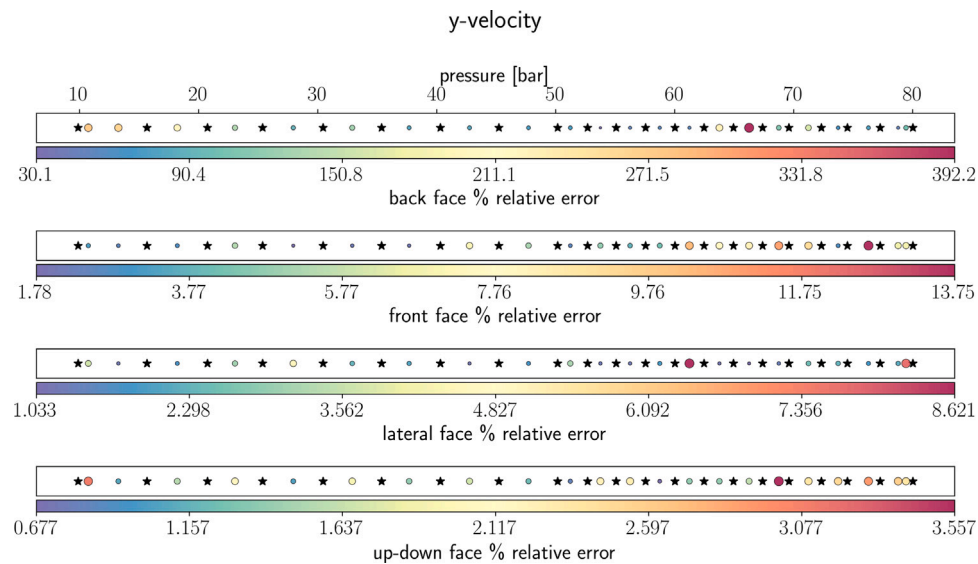 y-velocity
pressure [bar]
10 20 30 40 50 60 70 80
30.1 90.4 150.8 211.1 271.5 331.8 392.2
back face % relative error
1.78 3.77 5.77 7.76 9.76 11.75 13.75
front face % relative error
1.033 2.298 3.562 4.827 6.092 7.356 8.621
lateral face % relative error
0.677 1.157 1.637 2.117 2.597 3.077 3.557
up-down face % relative error